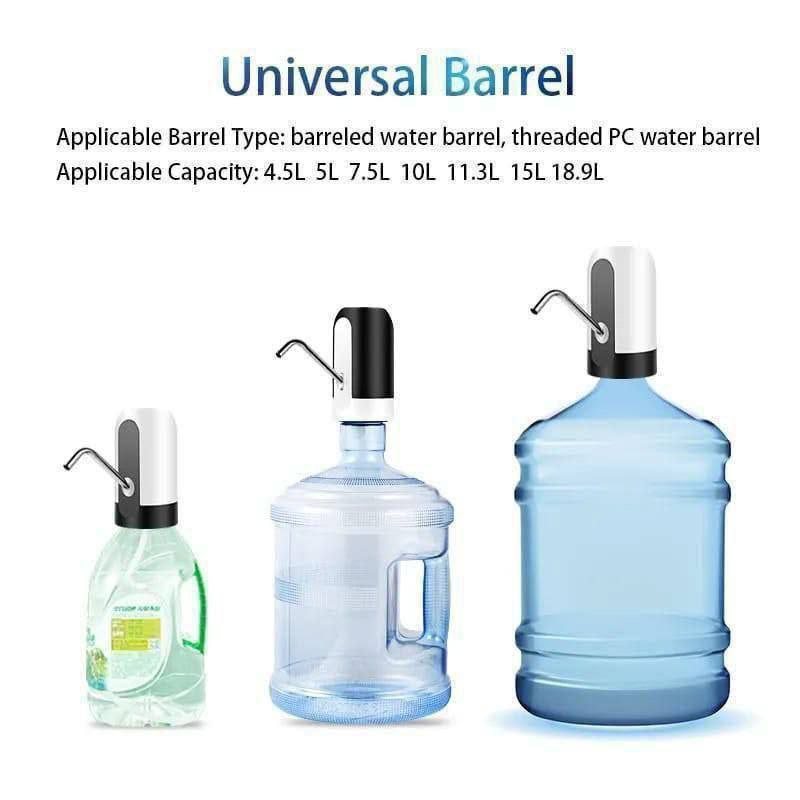 Universal Barrel
Applicable Barrel Type: barreled water barrel, threaded PC water barrel
Applicable Capacity: 4.5L 5L 7.5L 10L 11.3L 15L 18.9L